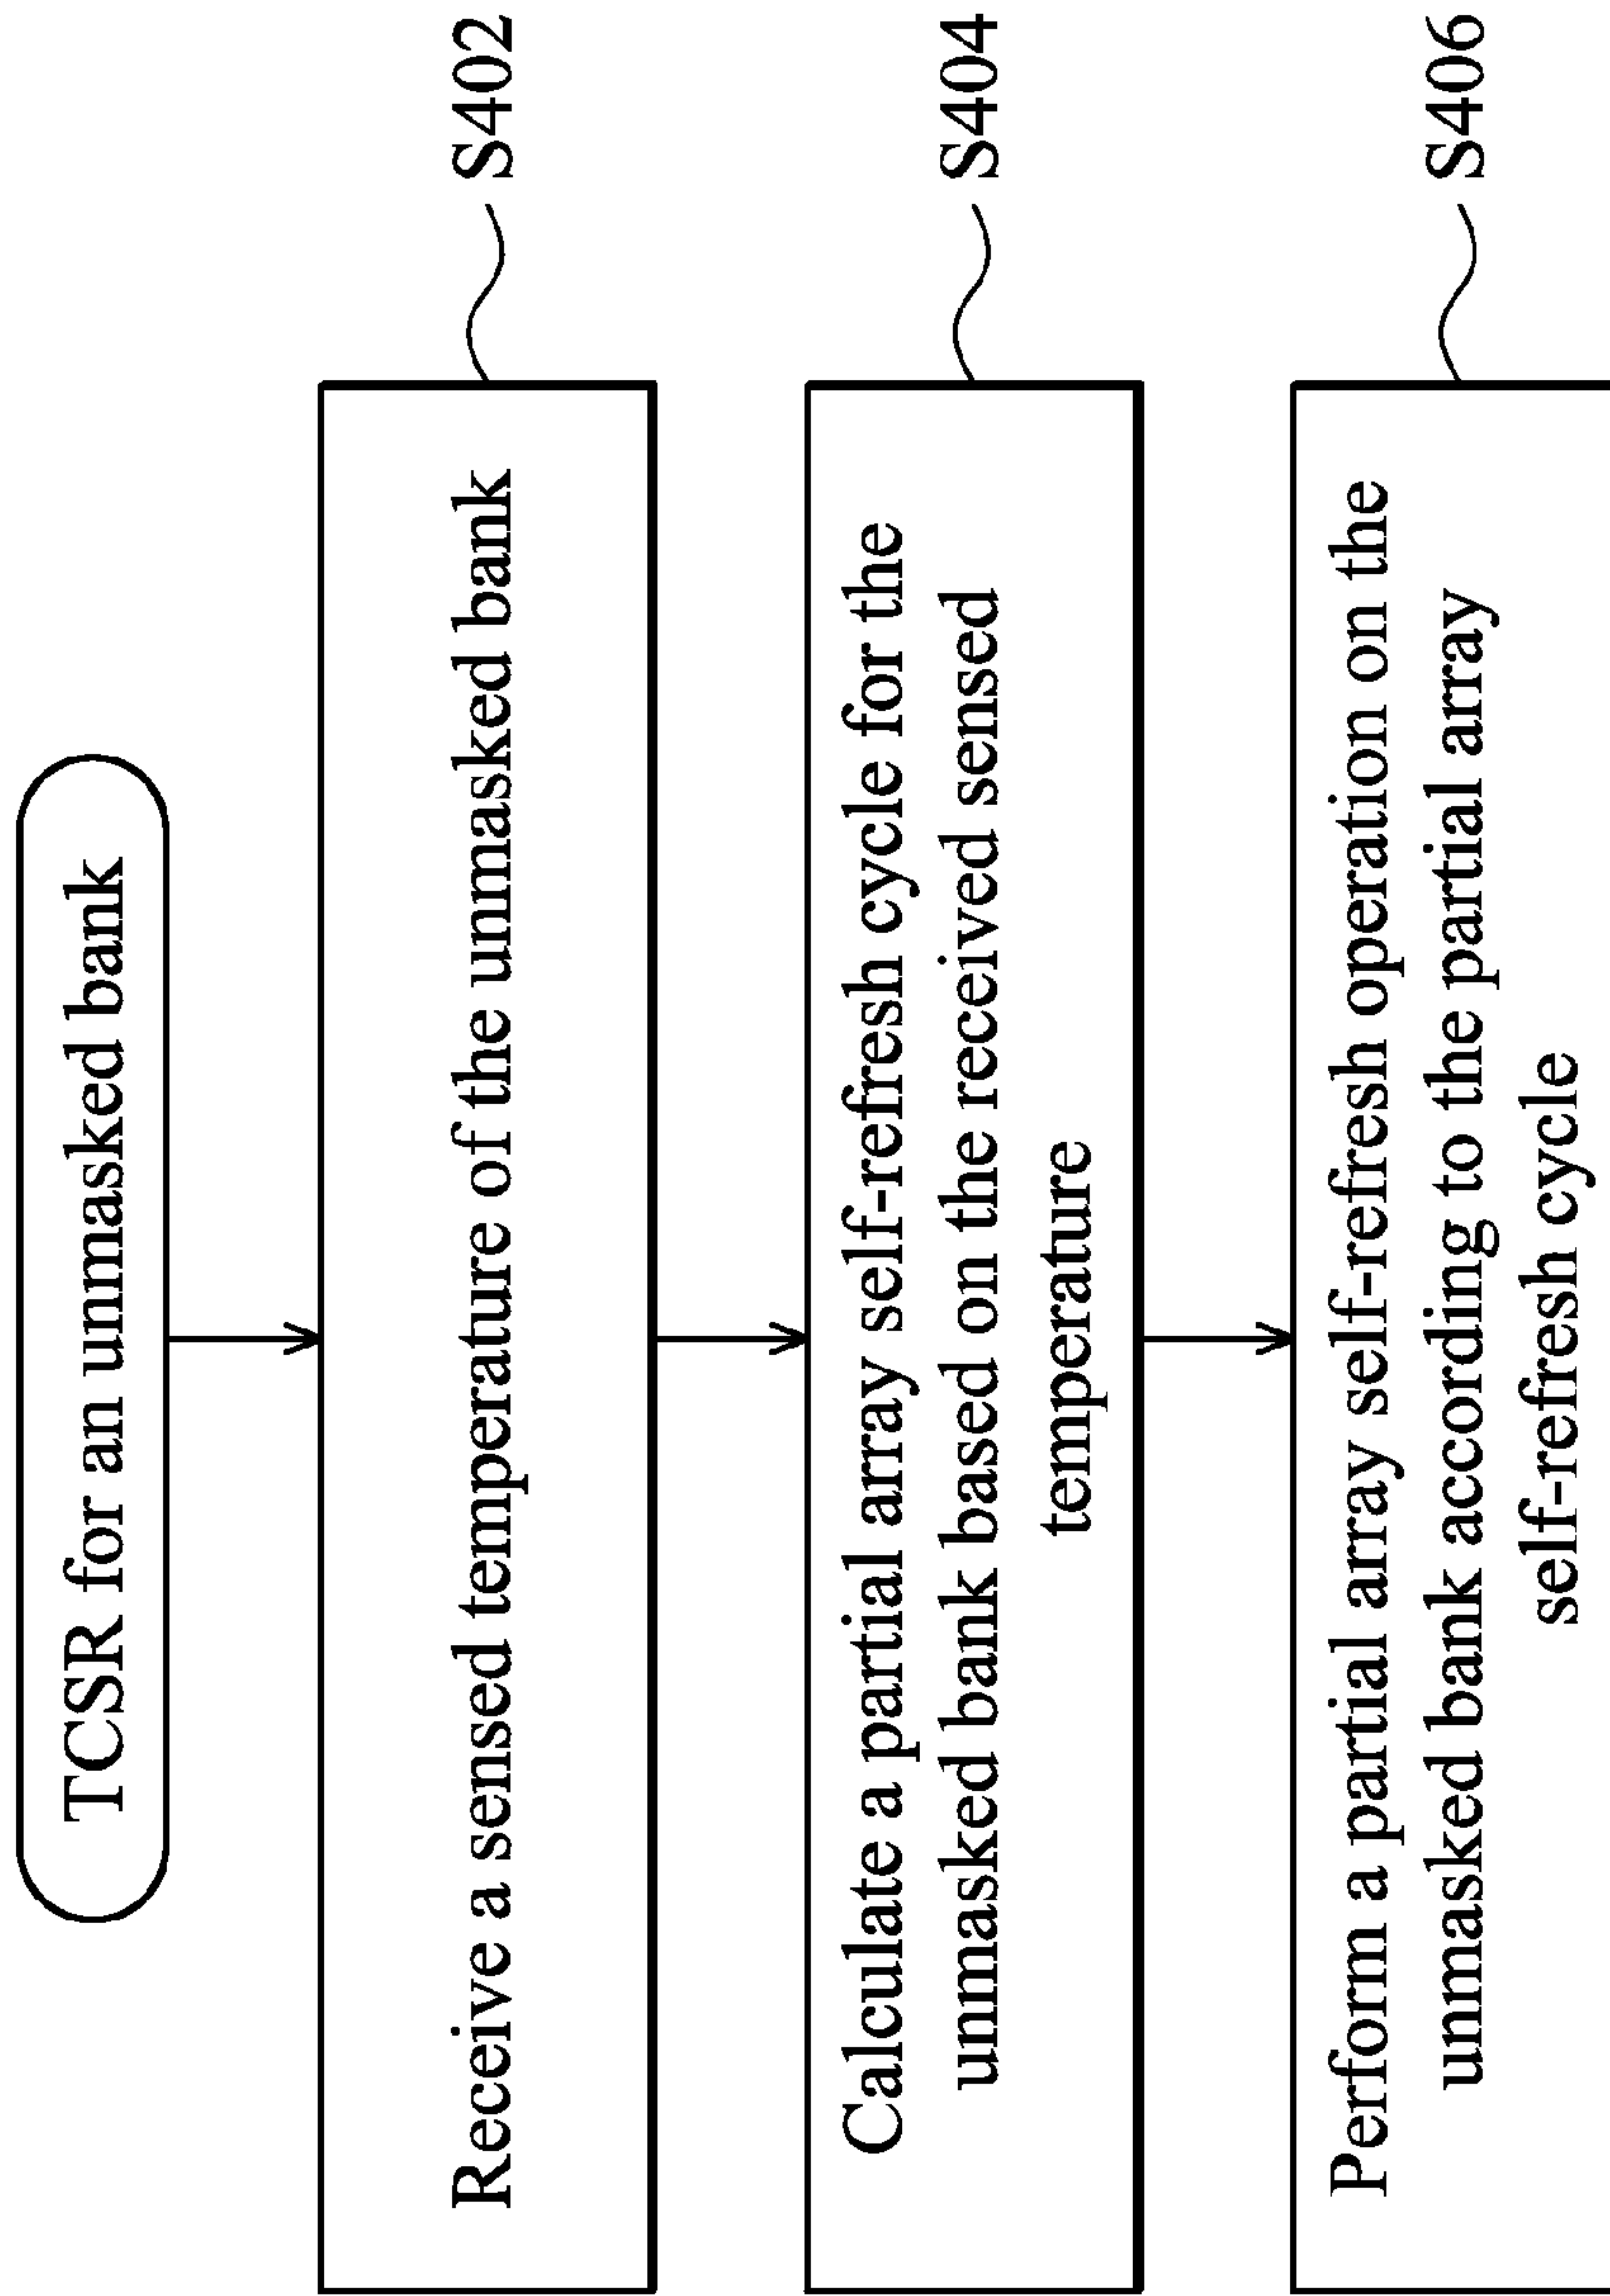 TCSR for an unmasked bank
Receive a sensed temperature of the unmasked bank
S402
Calculate a partial array self-refresh cycle for the
unmasked bank based on the received sensed
temperature
S404
Perform a partial array self-refresh operation on the
unmasked bank according to the partial array
self-refresh cycle
S406